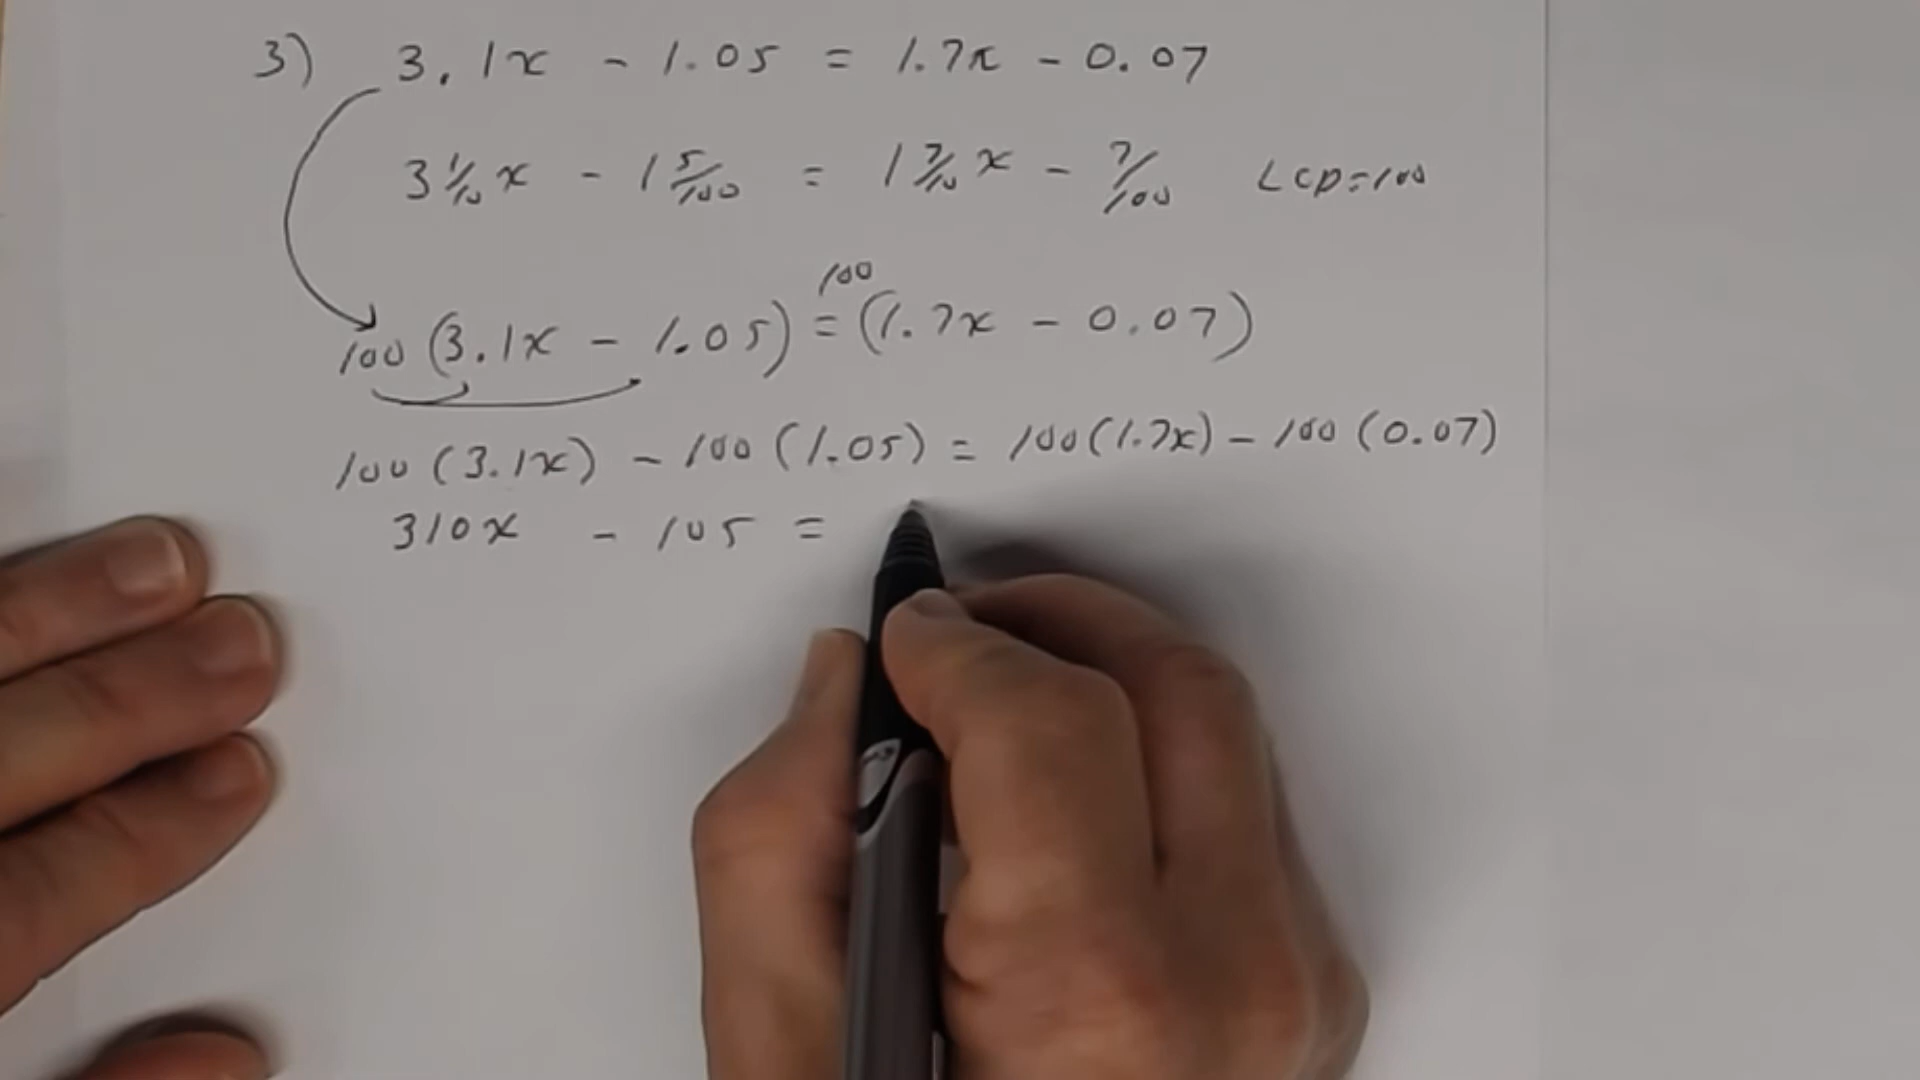 3) 3.1x - 1.05 = 1.7x - 0.07
3 1/10 x - 1 5/100 = 1 7/10 x - 7/100 LCD=100
100 (3.1x - 1.05) = 100 (1.7x - 0.07)
100 (3.1x) - 100 (1.05) = 100 (1.7x) - 100 (0.07)
310x - 105 =